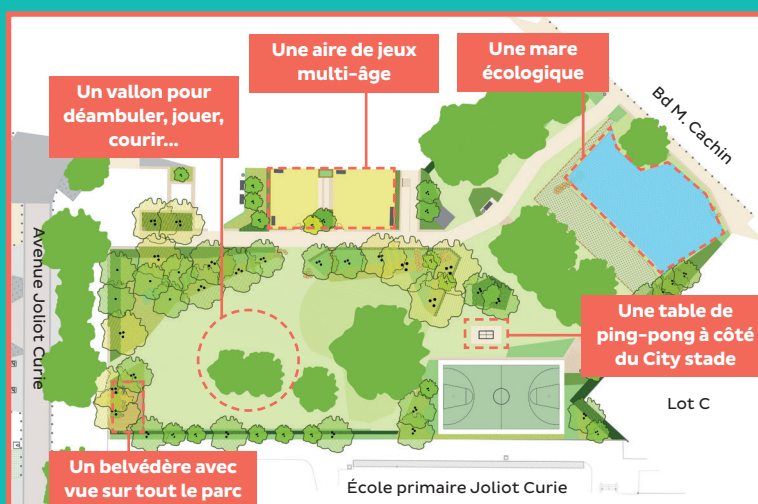 Une aire de jeux
multi-âge
Une mare
écologique
Un vallon pour
déambuler, jouer,
courir...
Bd M. Cachin
Avenue Joliot Curie
Une table de
ping-pong à côté
du City stade
Lot C
Un belvédère avec
vue sur tout le parc
École primaire Joliot Curie